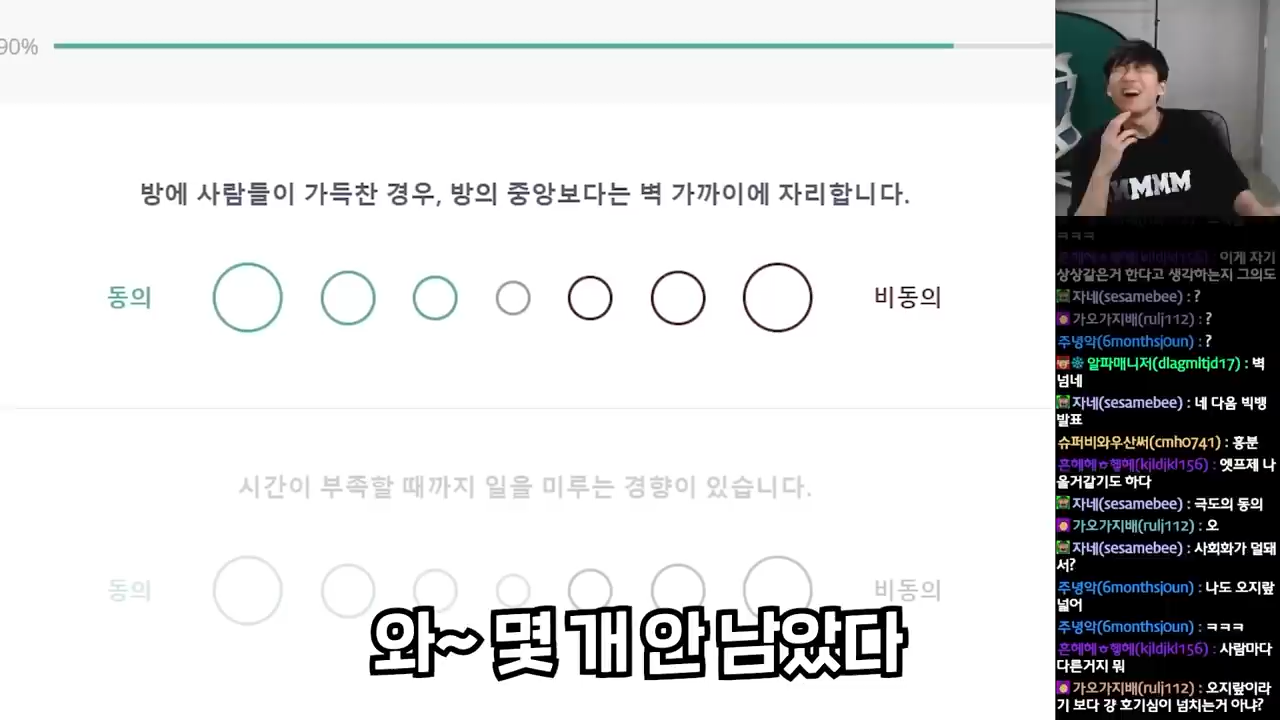 90%
방에 사람들이 가득찬 경우, 방의 중앙보다는 벽 가까이에 자리합니다.
동의
비동의
시간이 부족할 때까지 일을 미루는 경향이 있습니다.
동의
비동의
와~ 몇 개 안 남았다
MMMM
ㅋㅋㅋ
이게 자기
상상같은거 한다고 생각하는지 그의도
자네(sesamebee) : ?
가오가지배(rulj112) : ?
주녕악(6monthsj0un) : ?
알파매니저(dlagmltjd17) : 벽
넘네
자네(sesamebee) : 네 다음 빅뱅
발표
슈퍼비와우산써(cmh0741) : 흥분
흔헤헤ㅎ헹헤(kjldjkl156) : 엣프제 나
올거같기도 하다
자네(sesamebee) : 극도의 동의
가오가지배(rulj112) : 오
자네(sesamebee) : 사회화가 덜돼
서?
주녕악(6monthsj0un) : 나도 오지랖
널어
주녕악(6monthsj0un) : ㅋㅋㅋ
흔헤헤ㅎ헹헤(kjldjkl156) : 사람마다
다른거지 뭐
가오가지배(rulj112) : 오지랖이라
기 보다 걍 호기심이 넘치는거 아냐?